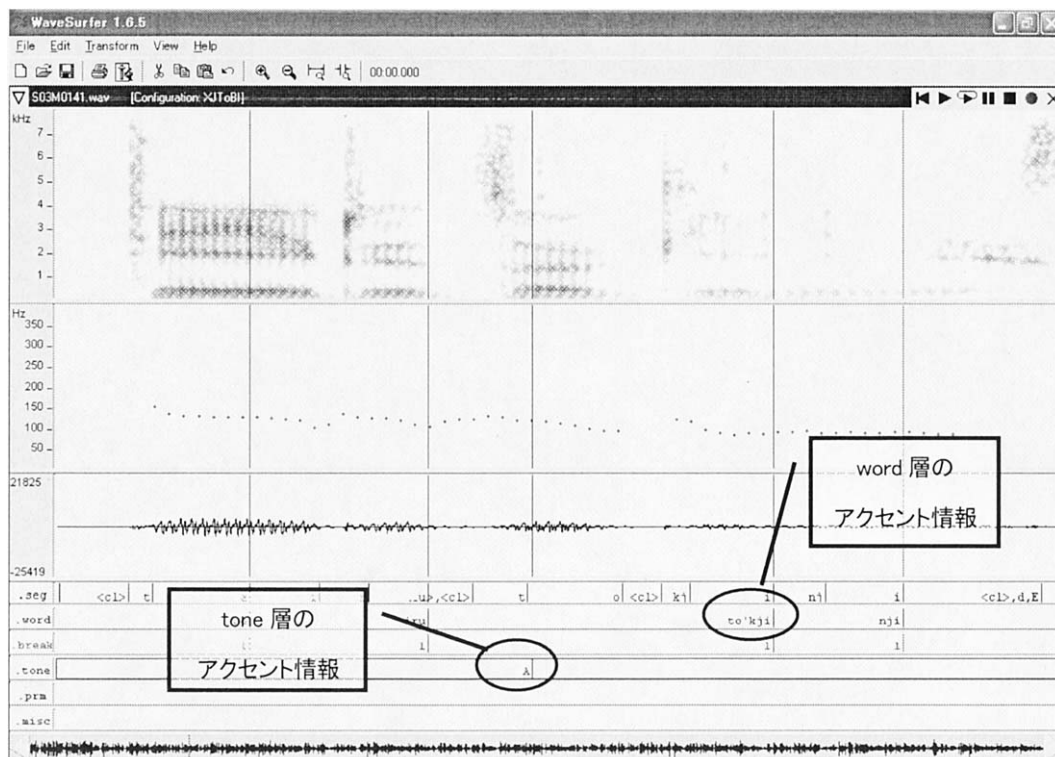 WaveSurfer 1.6.5
File Edit Transform View Help
00:00.000
S03M0141.wav [Configuration: XJToBI]
kHz
7
6
5
4
3
2
1
Hz
350
300
250
200
150
100
50
21825
-25419
word 層の
アクセント情報
tone 層の
アクセント情報
.seg <cl> t i u,<cl> t o <cl> kj i nj i <cl>,d,E
.word to'kji nji
.break 1 1 1
.tone A
.prm
.misc